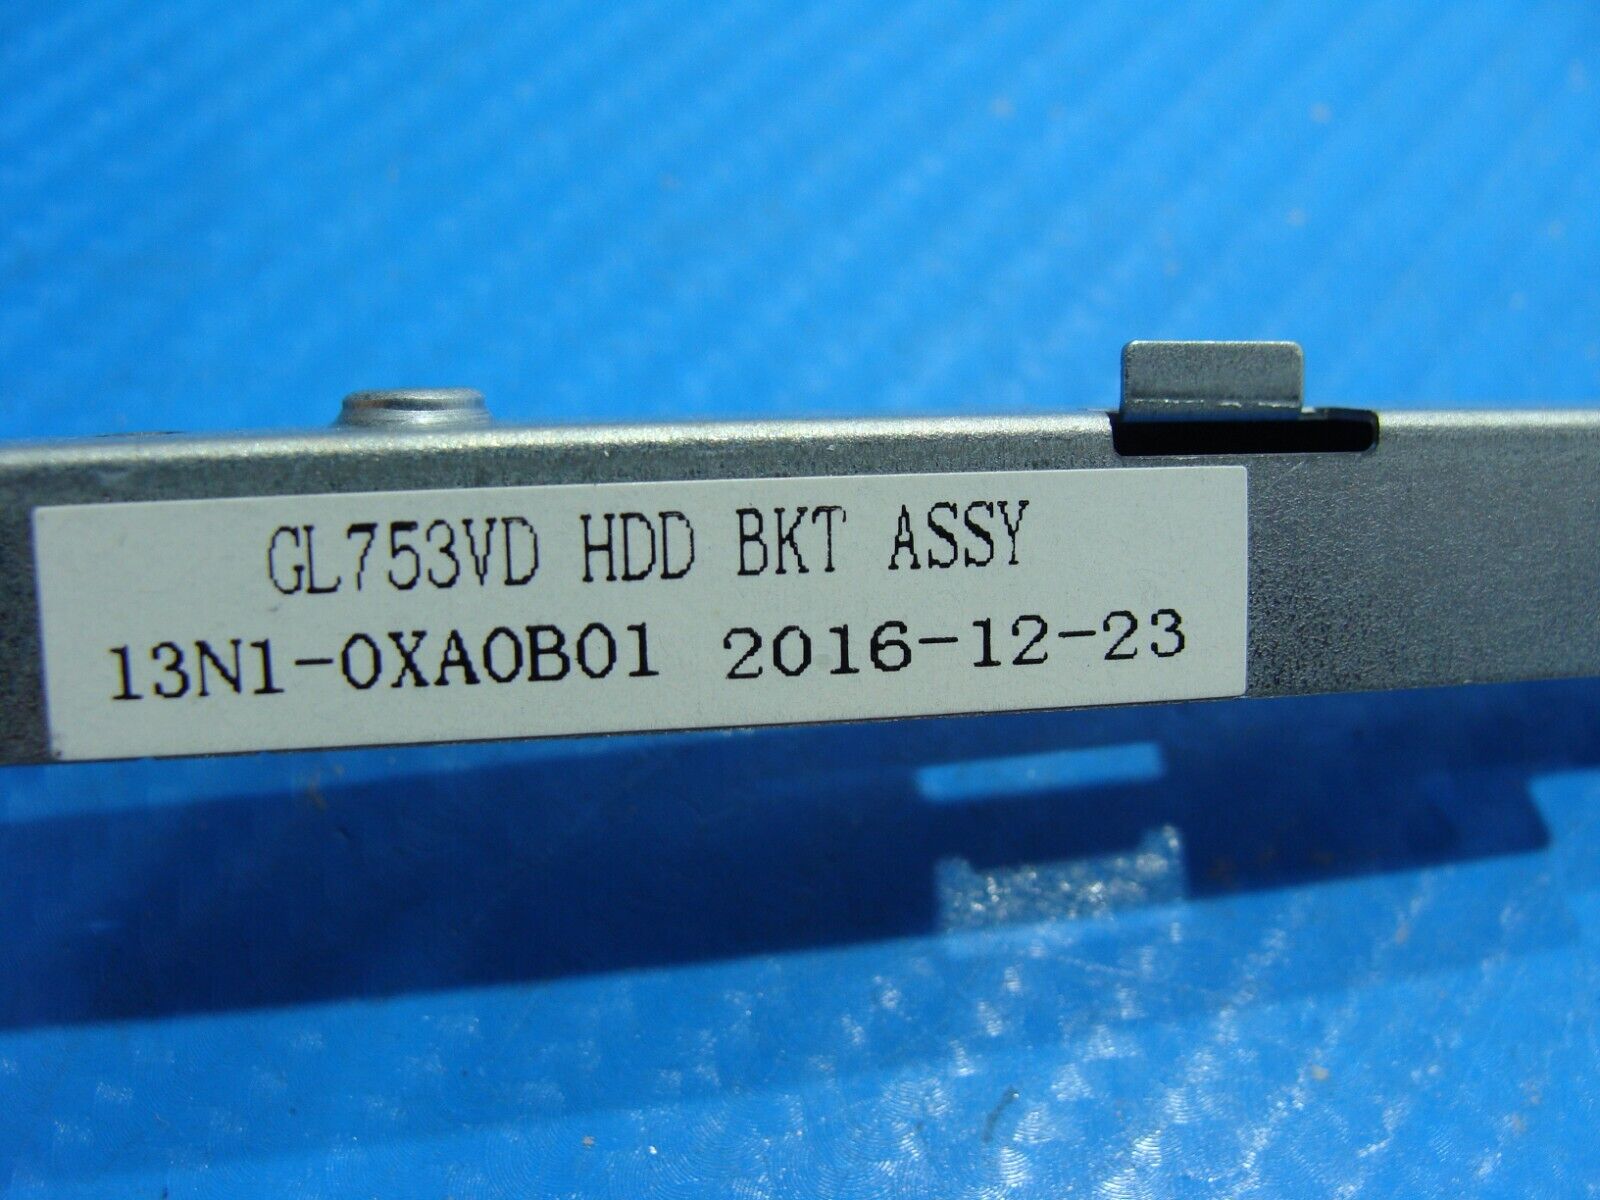 GL753VD HDD BKT ASSY
13N1-0XA0B01 2016-12-23